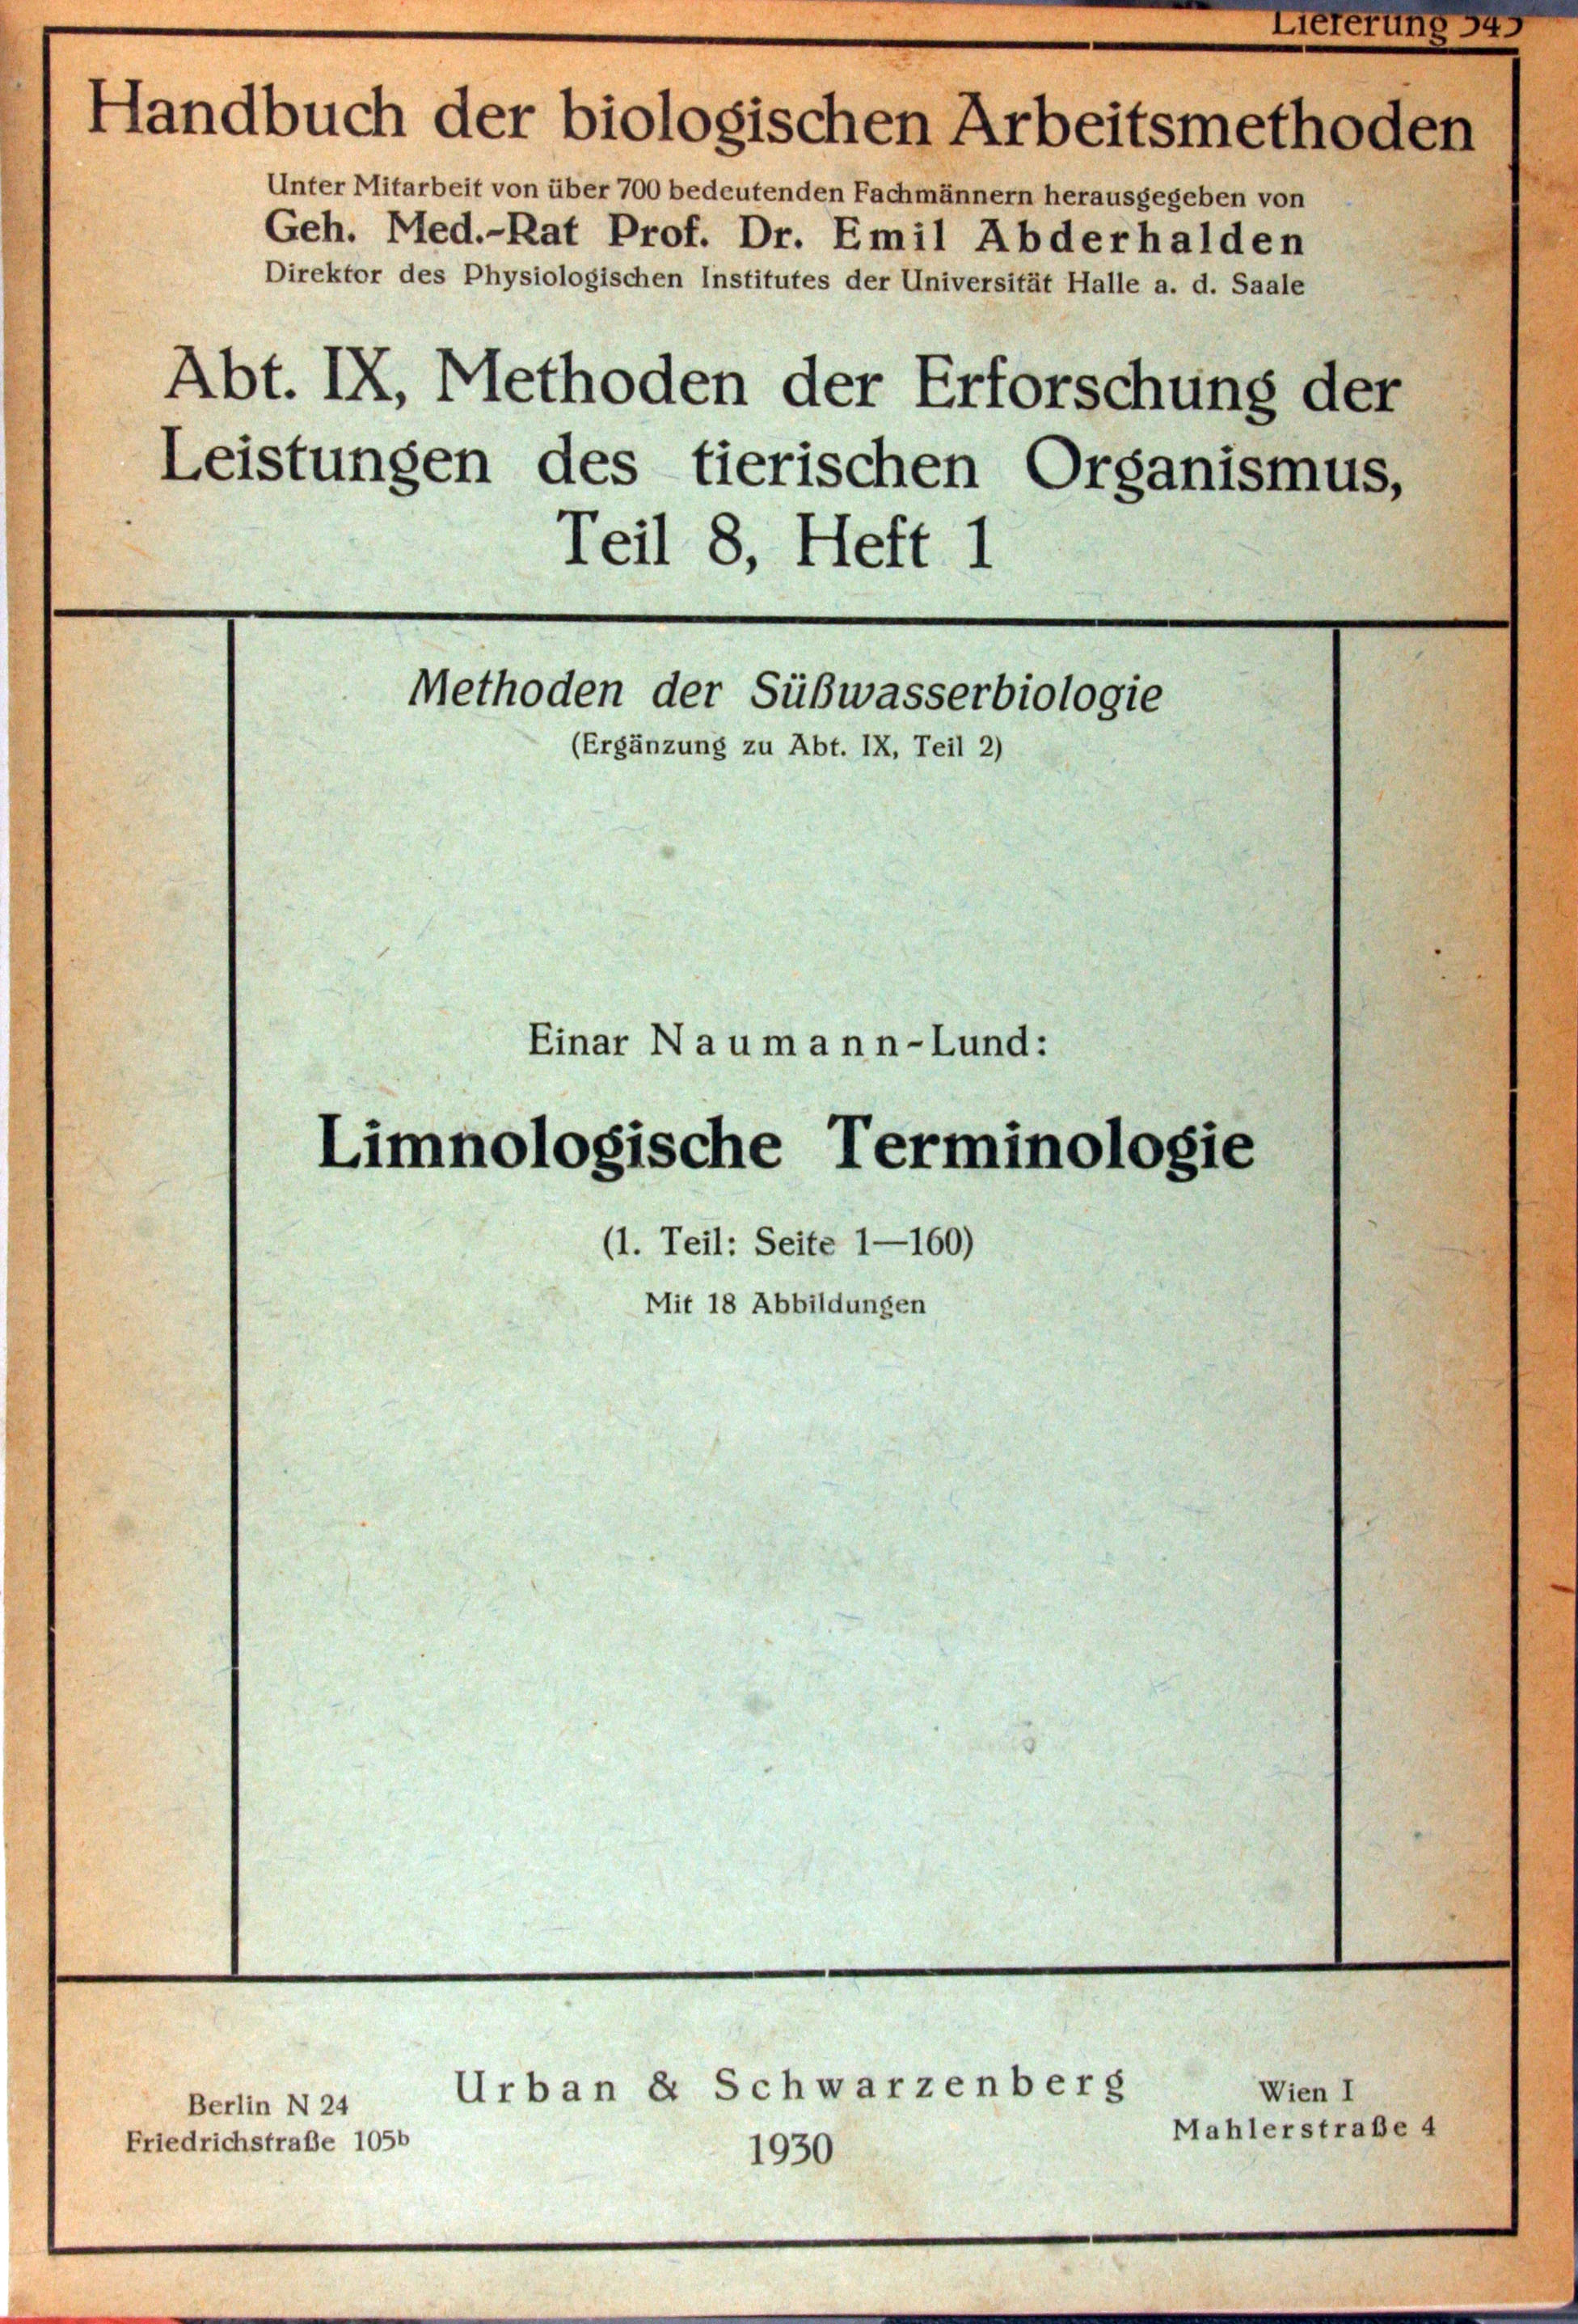 Lieferung
Handbuch der biologischen Arbeitsmethoden
Unter Mitarbeit von über 700 bedeutenden Fachmännern herausgegeben von
Geh. Med.-Rat Prof. Dr. Emil Abderhalden
Direktor des Physiologischen Institutes der Universität Halle a. d. Saale
Abt. IX, Methoden der Erforschung der
Leistungen des tierischen Organismus,
Teil 8, Heft 1
Methoden der Süßwasserbiologie
(Ergänzung zu Abt. IX, Teil 2)
Einar Naumann-Lund:
Limnologische Terminologie
(1. Teil: Seite 1—160)
Mit 18 Abbildungen
Urban & Schwarzenberg
1930
Berlin N 24
Friedrichstraße 105b
Wien I
Mahlerstraße 4